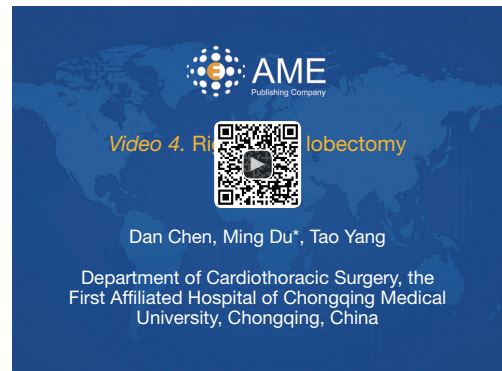 AME
Publishing Company
Video 4. Ri lobectomy
Dan Chen, Ming Du*, Tao Yang
Department of Cardiothoracic Surgery, the
First Affiliated Hospital of Chongqing Medical
University, Chongqing, China